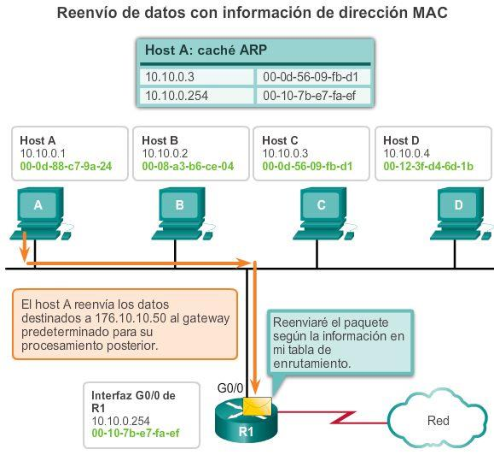 Reenvío de datos con información de dirección MAC
Host A: caché ARP
10.10.0.3 00-0d-56-09-fb-d1
10.10.0.254 00-10-7b-e7-fa-ef
Host A
10.10.0.1
00-0d-88-c7-9a-24
Host B
10.10.0.2
00-08-a3-b6-ce-04
Host C
10.10.0.3
00-0d-56-09-fb-d1
Host D
10.10.0.4
00-12-3f-d4-6d-1b
A
B
C
D
El host A reenvía los datos
destinados a 176.10.10.50 al gateway
predeterminado para su
procesamiento posterior.
Reenviaré el paquete
según la información en
mi tabla de
enrutamiento.
Interfaz G0/0 de
R1
10.10.0.254
00-10-7b-e7-fa-ef
G0/0
R1
Red